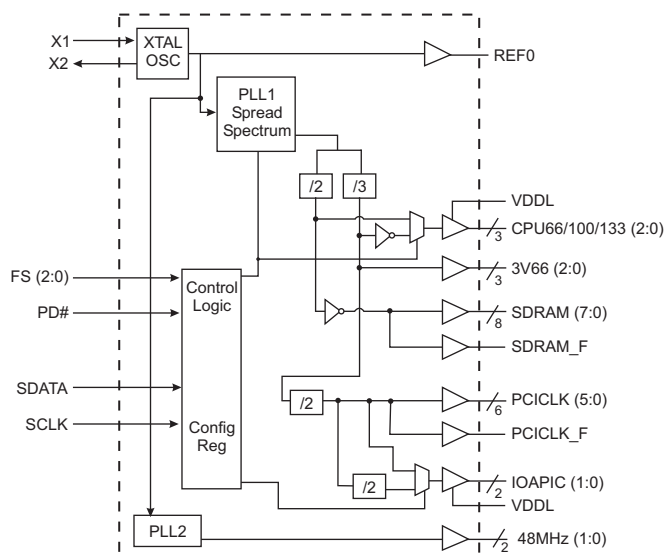 X1
X2
XTAL
OSC
REF0
PLL1
Spread
Spectrum
/2
/3
VDDL
CPU66/100/133 (2:0)
3
3V66 (2:0)
3
FS (2:0)
PD#
SDATA
SCLK
Control
Logic
Config
Reg
SDRAM (7:0)
8
SDRAM_F
/2
PCICLK (5:0)
6
PCICLK_F
/2
IOAPIC (1:0)
2
VDDL
PLL2
48MHz (1:0)
2